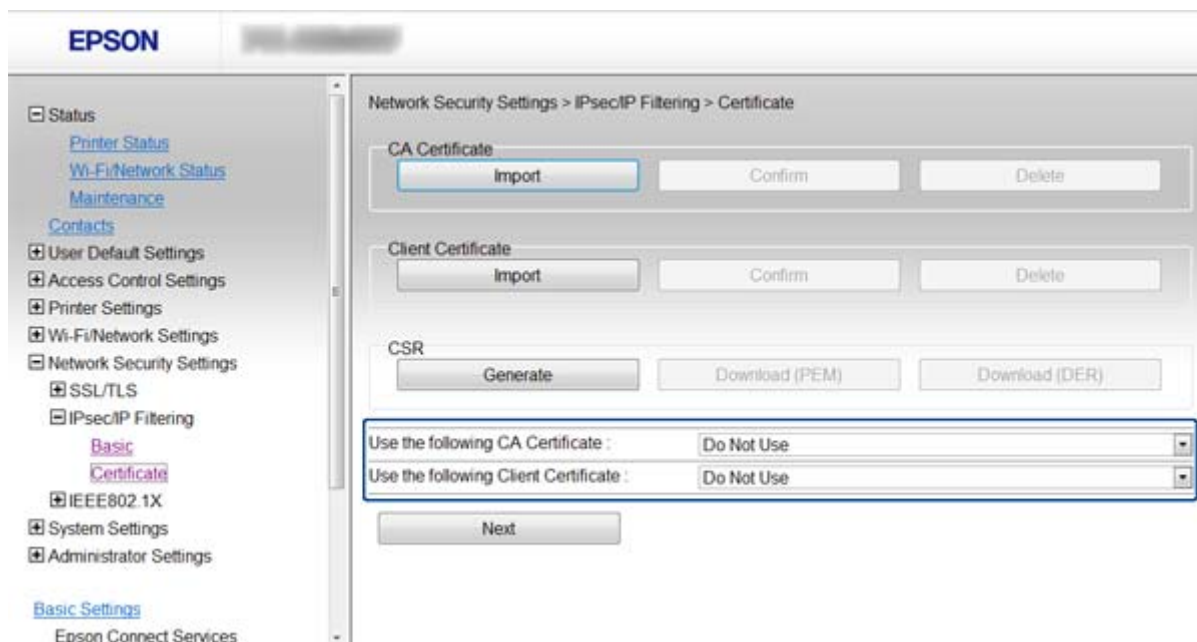 EPSON
Status
Printer Status
Wi-Fi/Network Status
Maintenance
Contacts
User Default Settings
Access Control Settings
Printer Settings
Wi-Fi/Network Settings
Network Security Settings
SSL/TLS
IPsec/IP Filtering
Basic
Certificate
IEEE802.1X
System Settings
Administrator Settings
Basic Settings
Epson Connect Services
Network Security Settings > IPsec/IP Filtering > Certificate
CA Certificate
Import Confirm Delete
Client Certificate
Import Confirm Delete
CSR
Generate Download (PEM) Download (DER)
Use the following CA Certificate : Do Not Use
Use the following Client Certificate : Do Not Use
Next